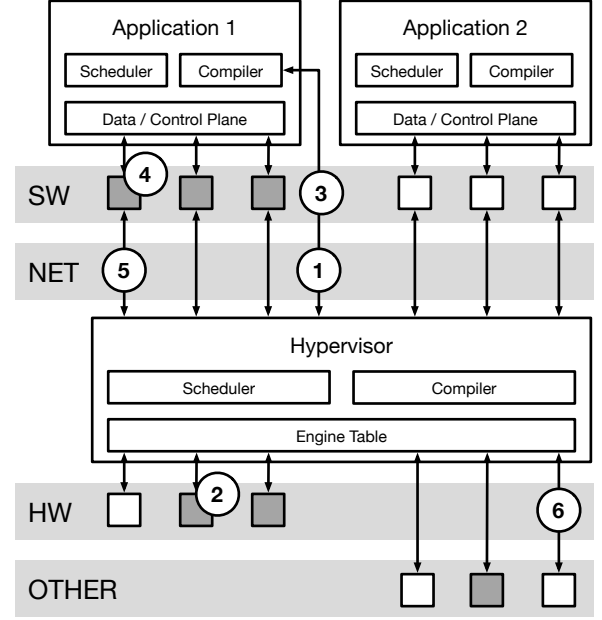 Application 1
Application 2
Scheduler
Compiler
Scheduler
Compiler
Data / Control Plane
Data / Control Plane
4
SW
3
NET
5
1
Hypervisor
Scheduler
Compiler
Engine Table
2
HW
6
OTHER